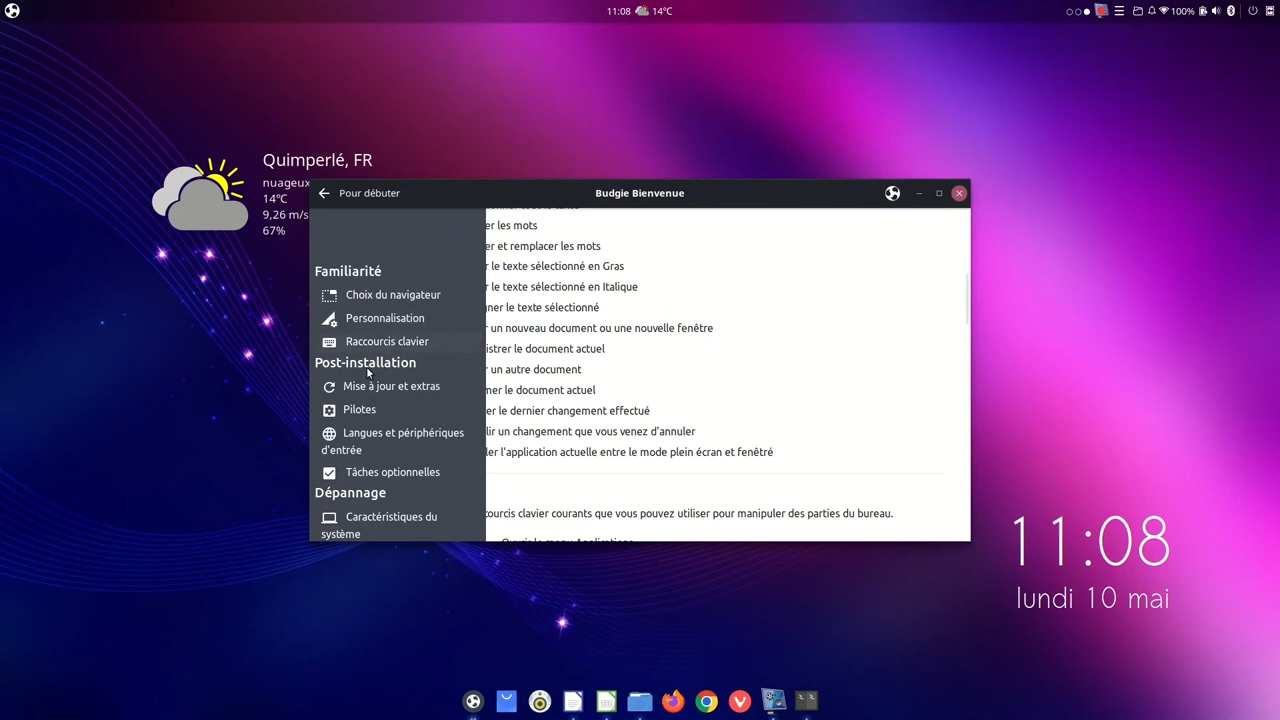 11:08 14℃
100%
Quimperlé, FR
nuageux
14℃
9,26 m/s
67%
Pour débuter
Budgie Bienvenue
Familiarité
Choix du navigateur
Personnalisation
Raccourcis clavier
Post-installation
Mise à jour et extras
Pilotes
Langues et périphériques
d'entrée
Tâches optionnelles
Dépannage
Caractéristiques du
système
er les mots
er et remplacer les mots
r le texte sélectionné en Gras
r le texte sélectionné en Italique
gner le texte sélectionné
r un nouveau document ou une nouvelle fenêtre
istrer le document actuel
r un autre document
mer le document actuel
er le dernier changement effectué
lir un changement que vous venez d'annuler
ler l'application actuelle entre le mode plein écran et fenêtré
courcis clavier courants que vous pouvez utiliser pour manipuler des parties du bureau.
Ouvrir le menu Applications
11:08
lundi 10 mai